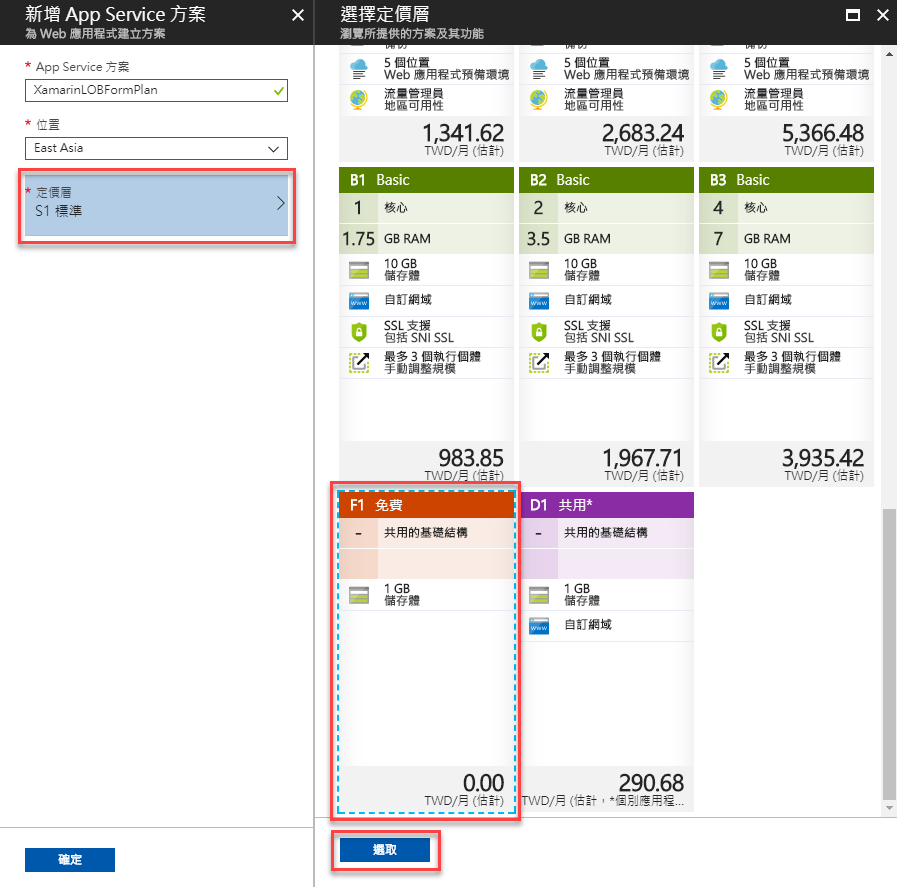 新增 App Service 方案
為 Web 應用程式建立方案
* App Service 方案
XamarinLOBFormPlan
* 位置
East Asia
* 定價層
S1 標準
確定
選擇定價層
瀏覽所提供的方案及其功能
5 個位置
Web 應用程式預備環境
流量管理員
地區可用性
1,341.62
TWD/月 (估計)
5 個位置
Web 應用程式預備環境
流量管理員
地區可用性
2,683.24
TWD/月 (估計)
5 個位置
Web 應用程式預備環境
流量管理員
地區可用性
5,366.48
TWD/月 (估計)
B1 Basic
1 核心
1.75 GB RAM
10 GB
儲存體
www 自訂網域
SSL 支援
包括 SNI SSL
最多 3 個執行個體
手動調整規模
983.85
TWD/月 (估計)
B2 Basic
2 核心
3.5 GB RAM
10 GB
儲存體
www 自訂網域
SSL 支援
包括 SNI SSL
最多 3 個執行個體
手動調整規模
1,967.71
TWD/月 (估計)
B3 Basic
4 核心
7 GB RAM
10 GB
儲存體
www 自訂網域
SSL 支援
包括 SNI SSL
最多 3 個執行個體
手動調整規模
3,935.42
TWD/月 (估計)
F1 免費
- 共用的基礎結構
1 GB
儲存體
0.00
TWD/月 (估計)
D1 共用*
- 共用的基礎結構
1 GB
儲存體
www 自訂網域
290.68
TWD/月 (估計，*個別應用程...
選取